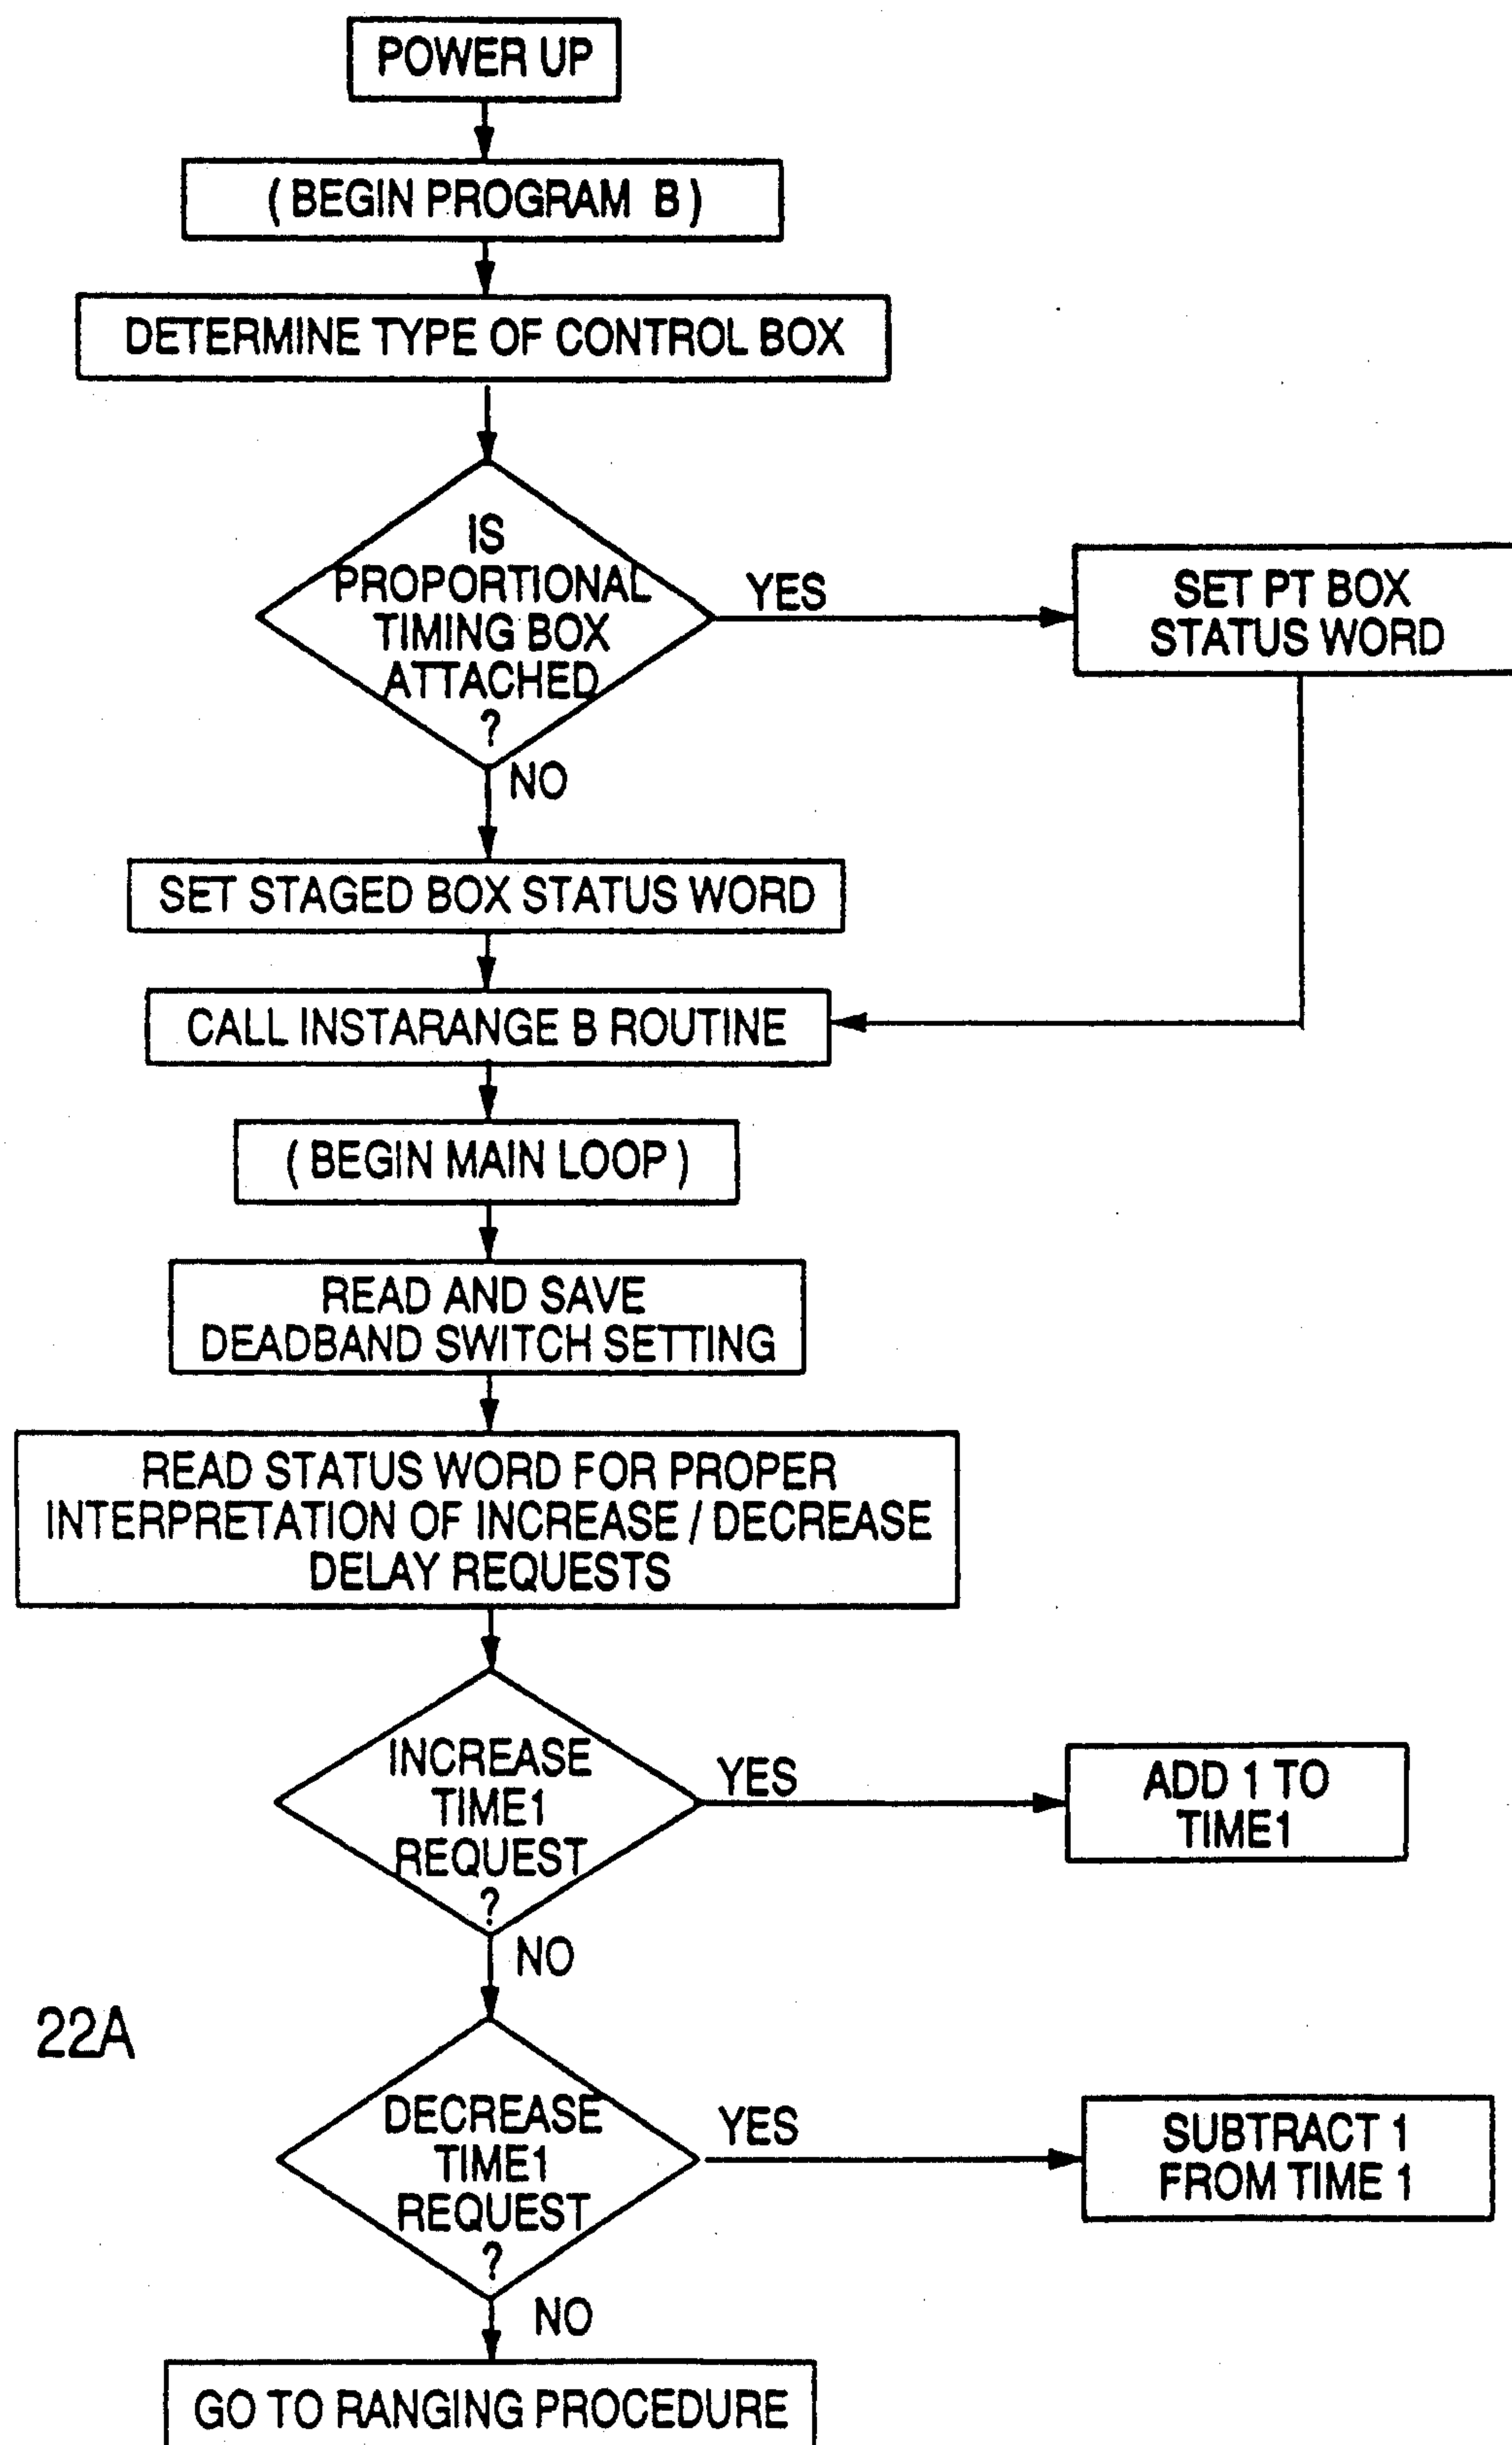 POWER UP
( BEGIN PROGRAM B )
DETERMINE TYPE OF CONTROL BOX
IS
PROPORTIONAL
TIMING BOX
ATTACHED
?
YES
SET PT BOX
STATUS WORD
NO
SET STAGED BOX STATUS WORD
CALL INSTARANGE B ROUTINE
( BEGIN MAIN LOOP )
READ AND SAVE
DEADBAND SWITCH SETTING
READ STATUS WORD FOR PROPER
INTERPRETATION OF INCREASE / DECREASE
DELAY REQUESTS
INCREASE
TIME1
REQUEST
?
YES
ADD 1 TO
TIME1
NO
22A
DECREASE
TIME1
REQUEST
?
YES
SUBTRACT 1
FROM TIME 1
NO
GO TO RANGING PROCEDURE